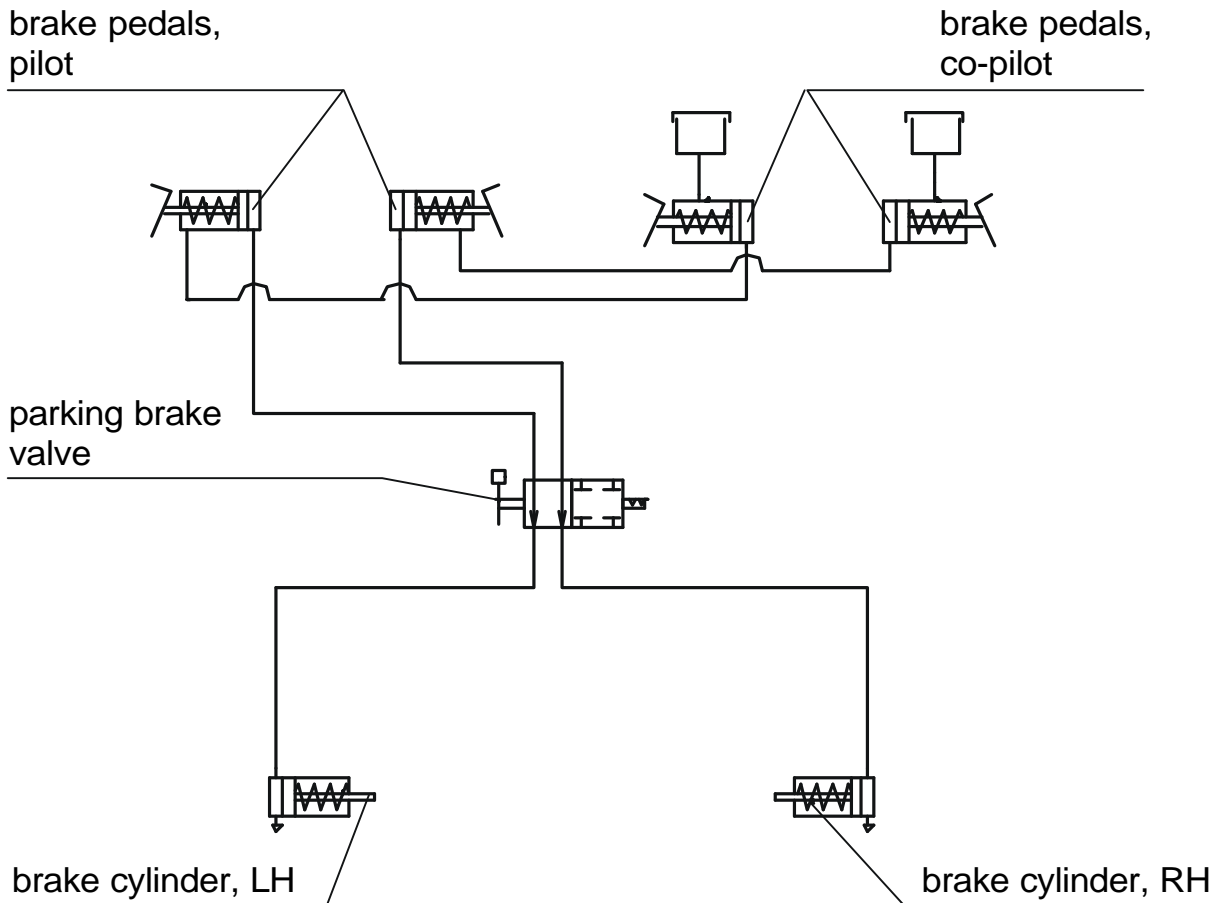 brake pedals,
pilot
brake pedals,
co-pilot
parking brake
valve
brake cylinder, LH
brake cylinder, RH